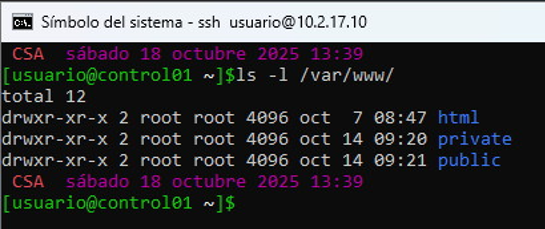 Símbolo del sistema - ssh usuario@10.2.17.10
CSA sábado 18 octubre 2025 13:39
[usuario@control01 ~]$ls -l /var/www/
total 12
drwxr-xr-x 2 root root 4096 oct  7 08:47 html
drwxr-xr-x 2 root root 4096 oct 14 09:20 private
drwxr-xr-x 2 root root 4096 oct 14 09:21 public
CSA sábado 18 octubre 2025 13:39
[usuario@control01 ~]$